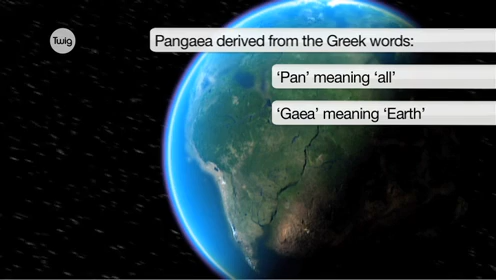 Twig
Pangaea derived from the Greek words:
‘Pan’ meaning ‘all’
‘Gaea’ meaning ‘Earth’